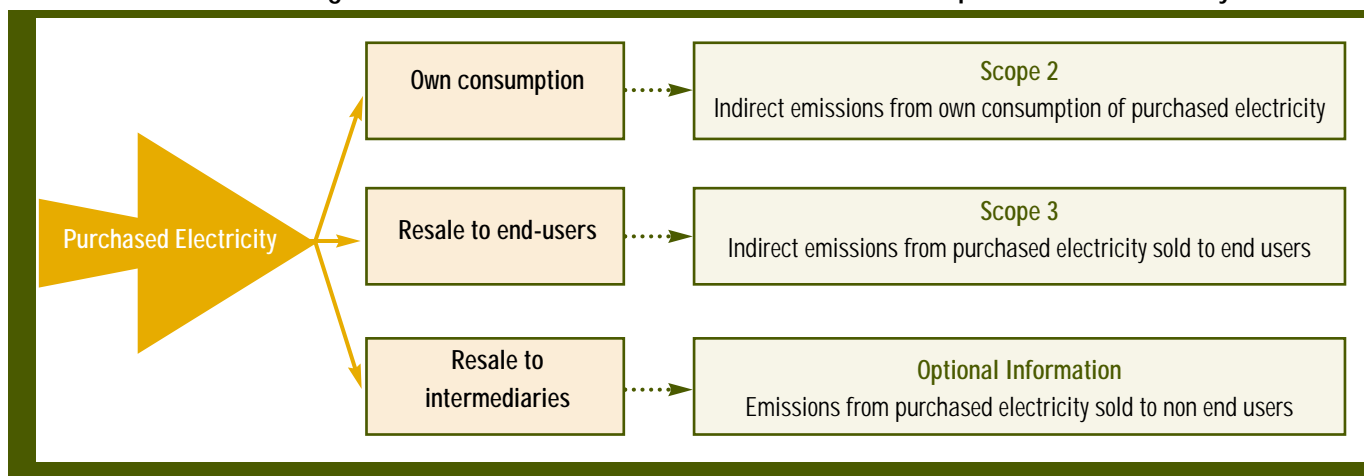 Purchased Electricity
Own consumption
Scope 2
Indirect emissions from own consumption of purchased electricity
Resale to end-users
Scope 3
Indirect emissions from purchased electricity sold to end users
Resale to
intermediaries
Optional Information
Emissions from purchased electricity sold to non end users